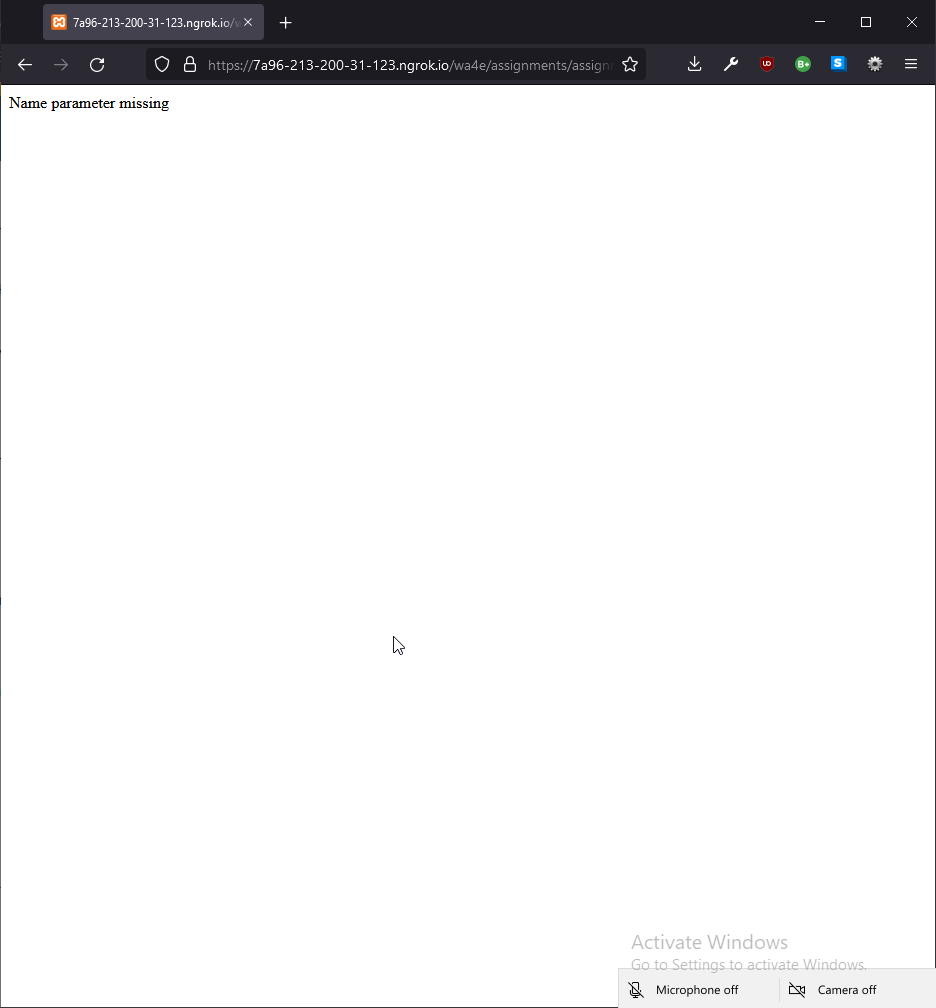 7a96-213-200-31-123.ngrok.io/w
https://7a96-213-200-31-123.ngrok.io/wa4e/assignments/assignm
Name parameter missing
Activate Windows
Go to Settings to activate Windows.
Microphone off
Camera off